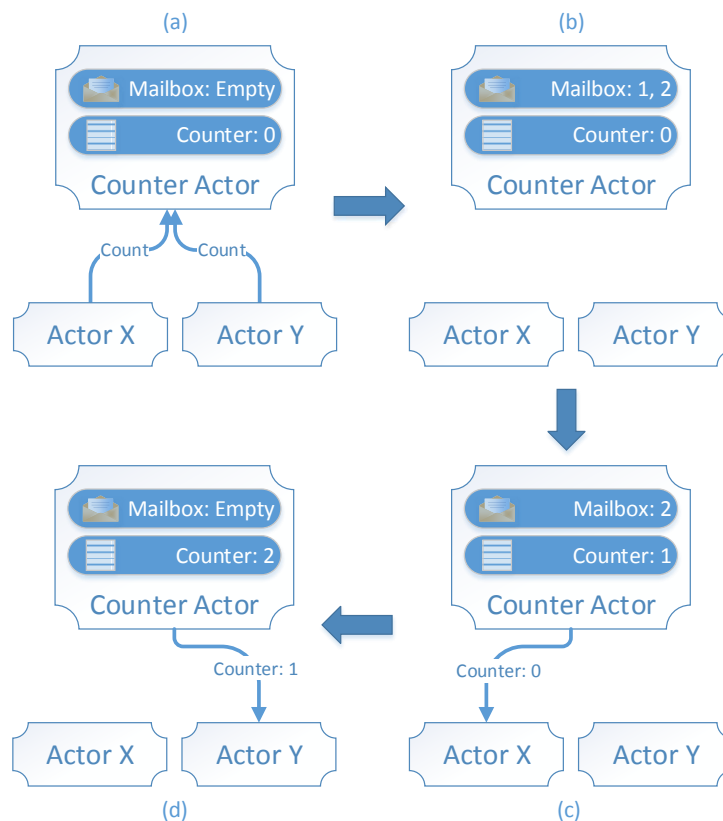 (a)
Mailbox: Empty
Counter: 0
Counter Actor
Count
Count
Actor X
Actor Y
(b)
Mailbox: 1, 2
Counter: 0
Counter Actor
Actor X
Actor Y
Mailbox: 2
Counter: 1
Counter Actor
Counter: 0
Actor X
Actor Y
(c)
Mailbox: Empty
Counter: 2
Counter Actor
Counter: 1
Actor X
Actor Y
(d)